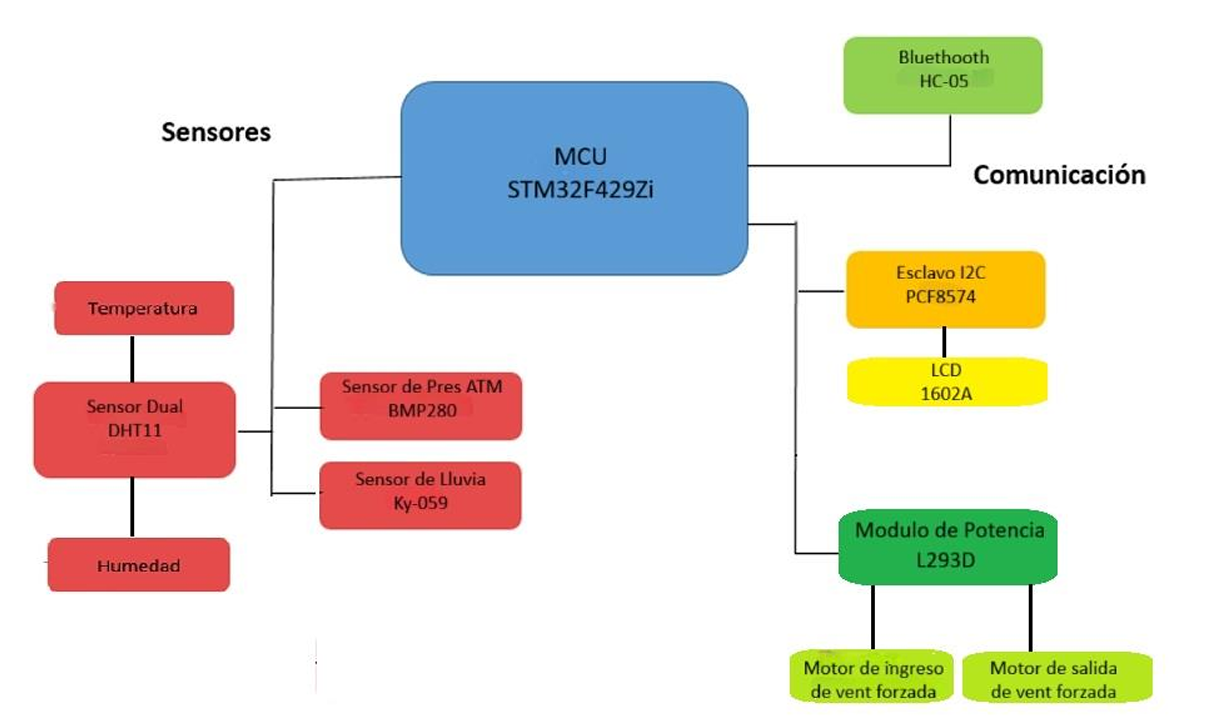 Bluethooth
HC-05
Sensores
MCU
STM32F429Zi
Comunicación
Esclavo I2C
PCF8574
Temperatura
LCD
1602A
Sensor de Pres ATM
BMP280
Sensor Dual
DHT11
Sensor de Lluvia
Ky-059
Modulo de Potencia
L293D
Humedad
Motor de ingreso
de vent forzada
Motor de salida
de vent forzada